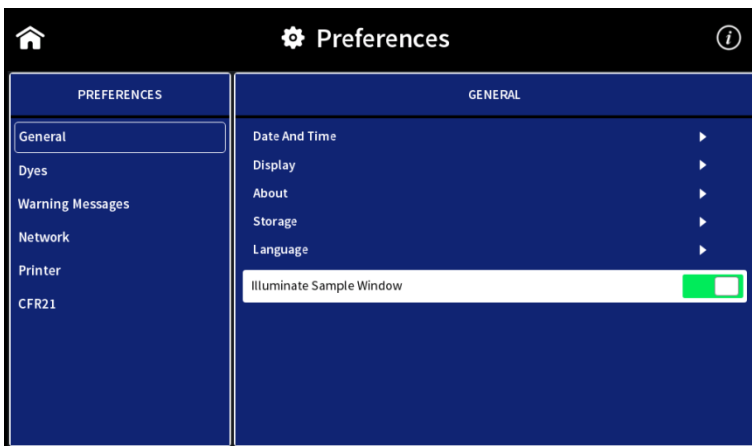 Preferences
PREFERENCES
General
Dyes
Warning Messages
Network
Printer
CFR21
GENERAL
Date And Time
Display
About
Storage
Language
Illuminate Sample Window